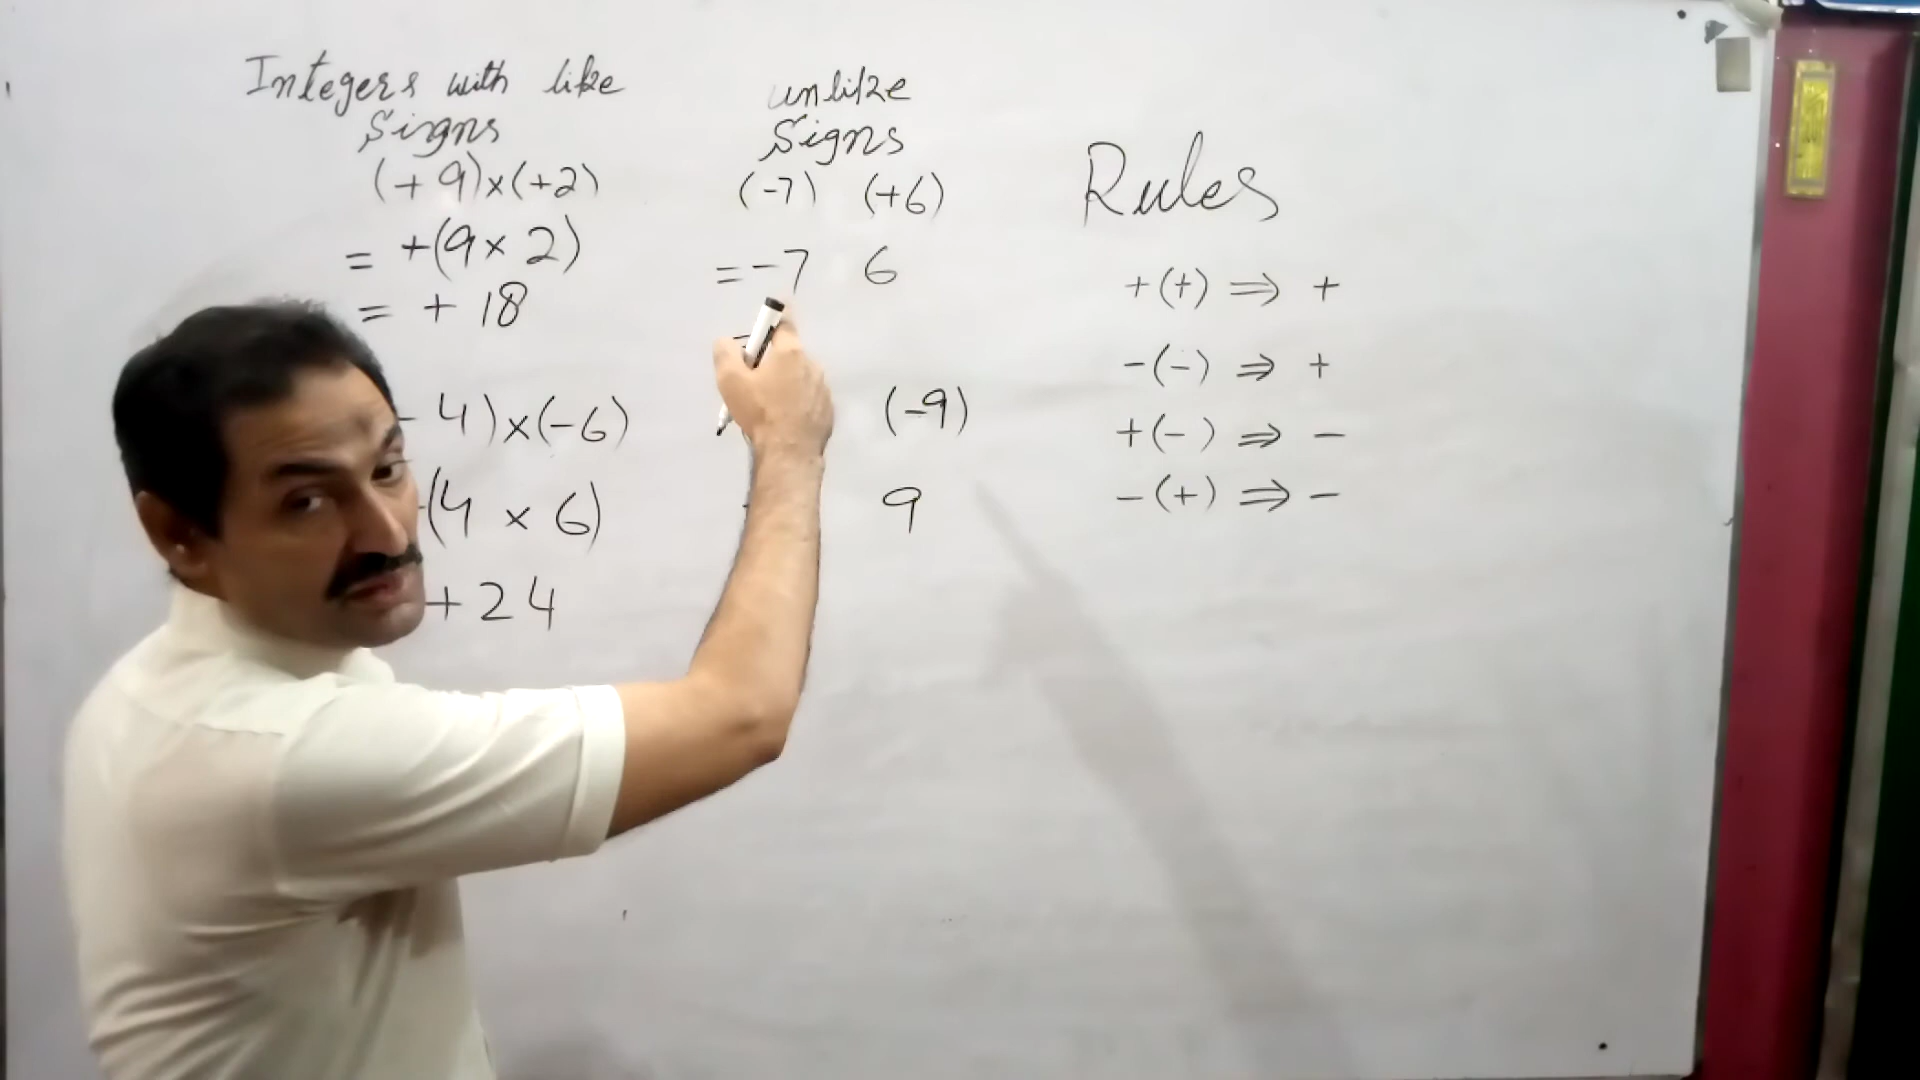 Integers with like
Signs
(+9)×(+2)
= +(9×2)
= + 18
4)×(-6)
(4 × 6)
+24
unlike
Signs
(-7) (+6)
=-7 6
(-9)
9
Rules
+(+) ⇒ +
-(-) ⇒ +
+(-) ⇒ -
-(+) ⇒ -